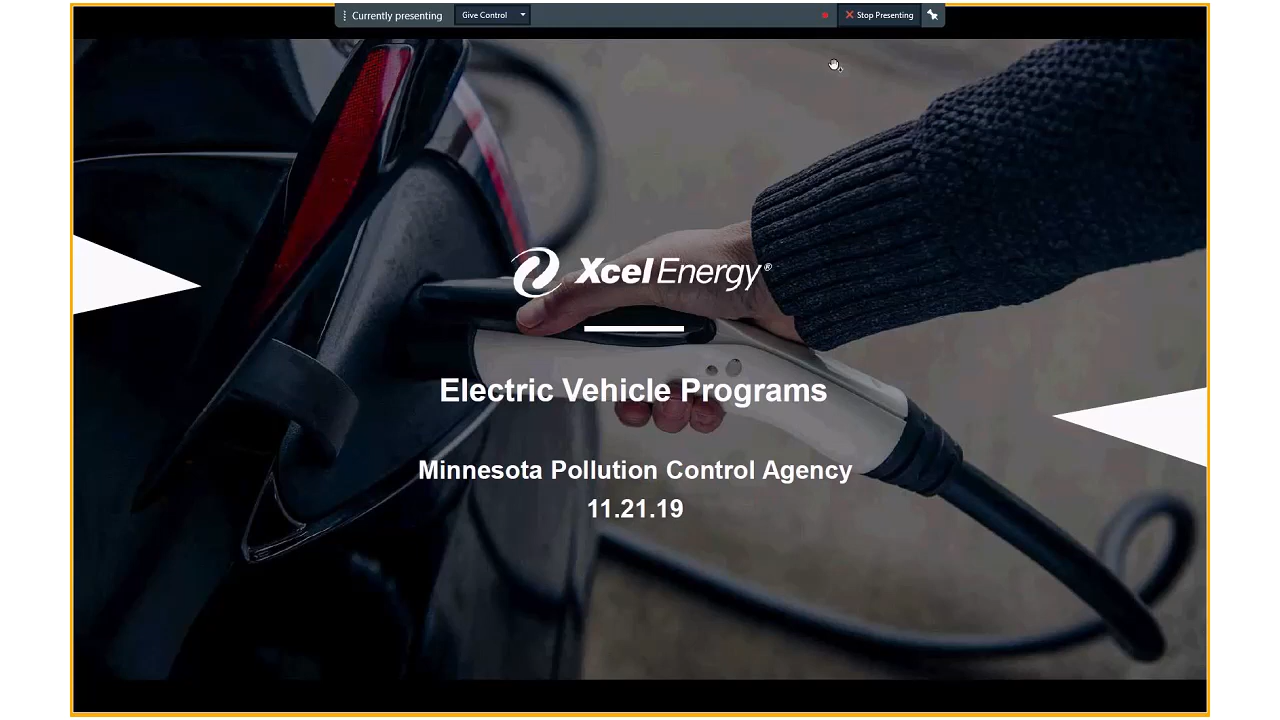 Currently presenting
Give Control
Stop Presenting
Xcel Energy®
Electric Vehicle Programs
Minnesota Pollution Control Agency
11.21.19